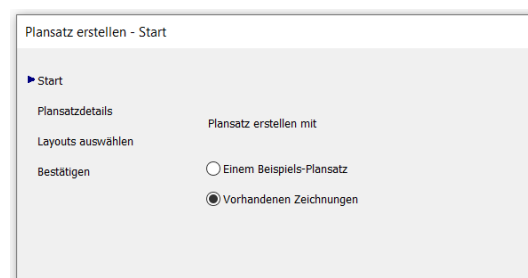 Plansatz erstellen - Start
Start
Plansatzdetails
Layouts auswählen
Bestätigen
Plansatz erstellen mit
Einem Beispiels-Plansatz
Vorhandenen Zeichnungen